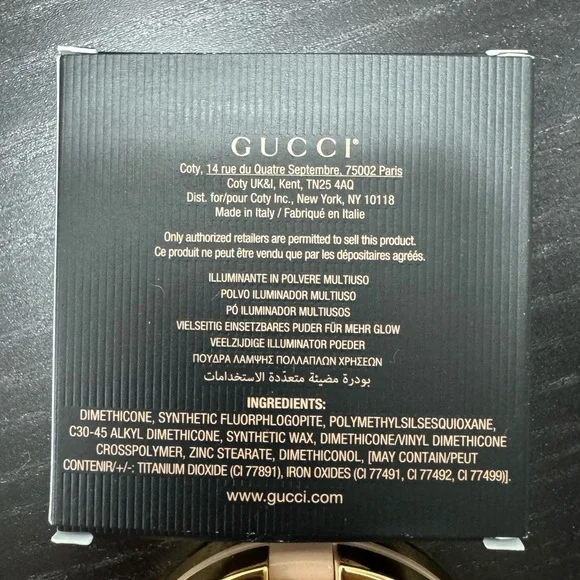 GUCCI®
Coty, 14 rue du Quatre Septembre, 75002 Paris
Coty UK&I, Kent, TN25 4AQ
Dist. for/pour Coty Inc., New York, NY 10118
Made in Italy / Fabriqué en Italie
Only authorized retailers are permitted to sell this product.
Ce produit ne peut être vendu que par les dépositaires agréés.
ILLUMINANTE IN POLVERE MULTIUSO
POLVO ILUMINADOR MULTIUSO
PÓ ILUMINADOR MULTIUSOS
VIELSEITIG EINSETZBARES PUDER FÜR MEHR GLOW
VEELZIJDIGE ILLUMINATOR POEDER
ΠΟΥΔΡΑ ΛΑΜΨΗΣ ΠΟΛΛΑΠΛΩΝ ΧΡΗΣΕΩΝ
بودرة مضيئة متعدّدة الاستخدامات
INGREDIENTS:
DIMETHICONE, SYNTHETIC FLUORPHLOGOPITE, POLYMETHYLSILSESQUIOXANE,
C30-45 ALKYL DIMETHICONE, SYNTHETIC WAX, DIMETHICONE/VINYL DIMETHICONE
CROSSPOLYMER, ZINC STEARATE, DIMETHICONOL, [MAY CONTAIN/PEUT
CONTENIR/+/-: TITANIUM DIOXIDE (CI 77891), IRON OXIDES (CI 77491, CI 77492, CI 77499)].
www.gucci.com